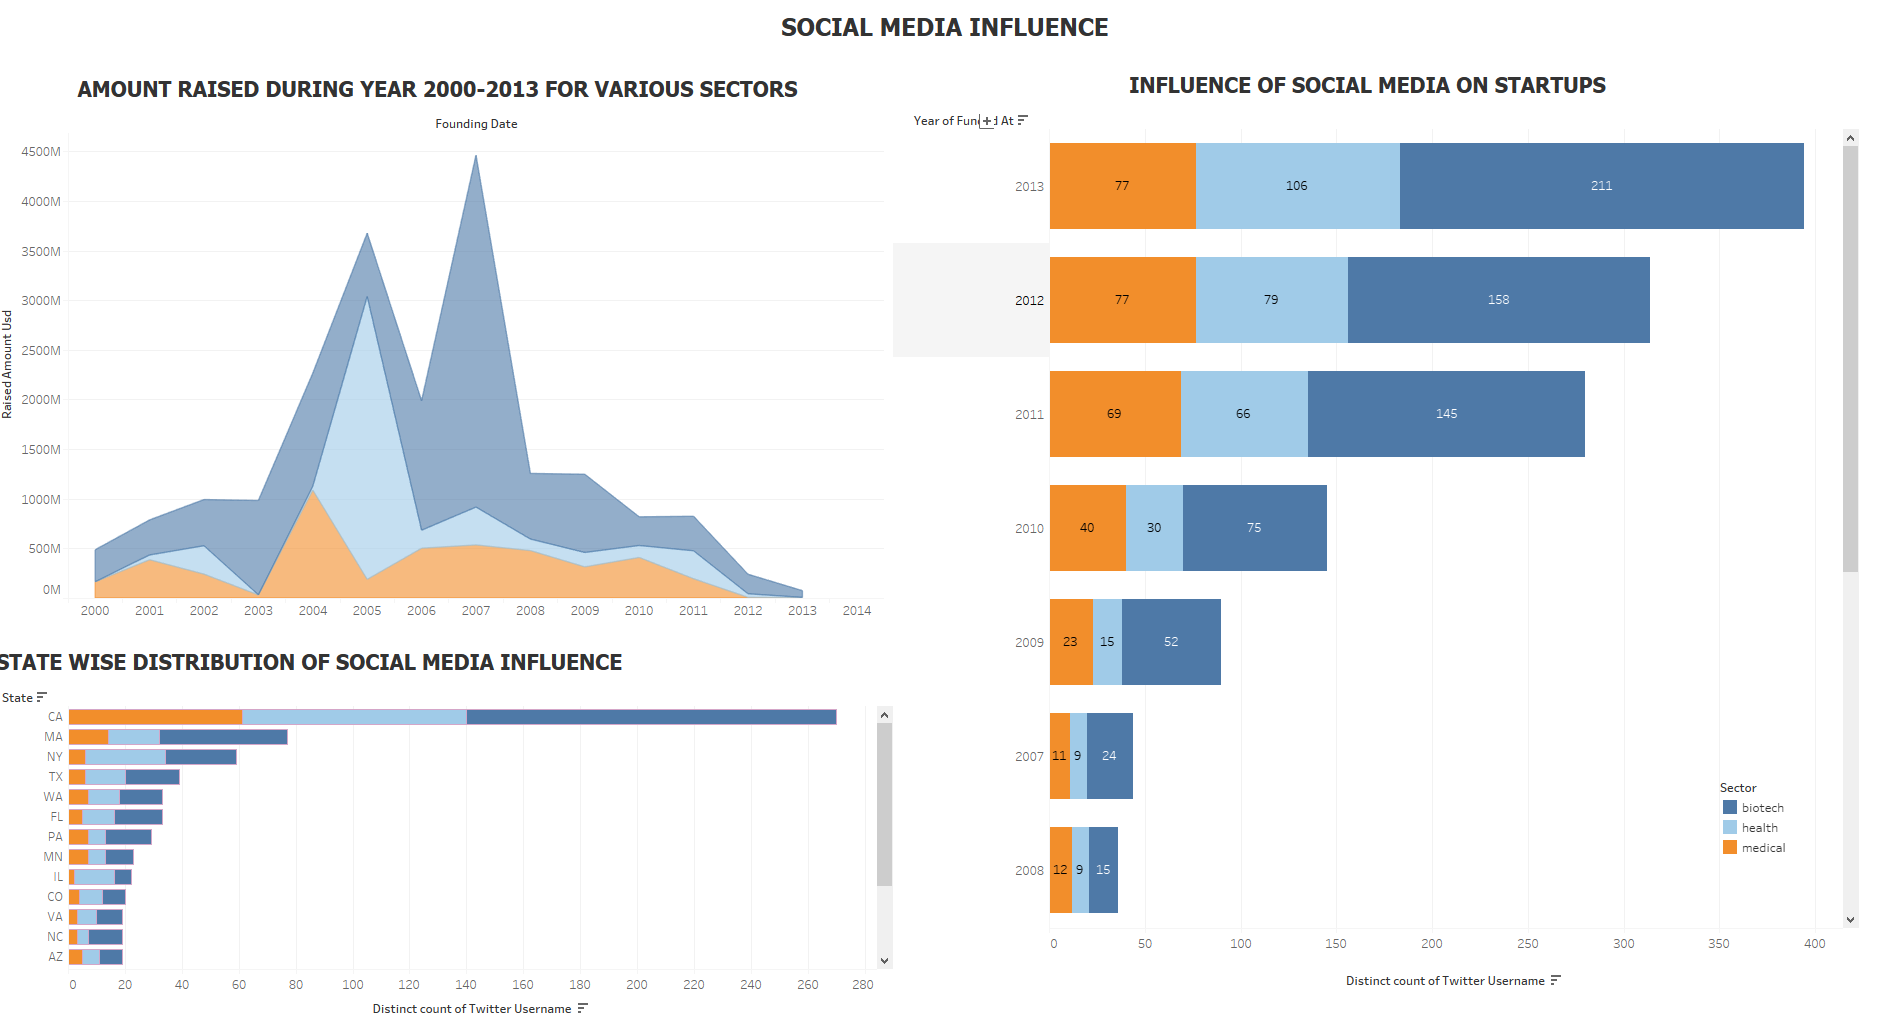 SOCIAL MEDIA INFLUENCE
AMOUNT RAISED DURING YEAR 2000-2013 FOR VARIOUS SECTORS
Founding Date
Raised Amount Usd
4500M
4000M
3500M
3000M
2500M
2000M
1500M
1000M
500M
0M
2000 2001 2002 2003 2004 2005 2006 2007 2008 2009 2010 2011 2012 2013 2014
STATE WISE DISTRIBUTION OF SOCIAL MEDIA INFLUENCE
State
CA
MA
NY
TX
WA
FL
PA
MN
IL
CO
VA
NC
AZ
0 20 40 60 80 100 120 140 160 180 200 220 240 260 280
Distinct count of Twitter Username
INFLUENCE OF SOCIAL MEDIA ON STARTUPS
Year of At
2013 77 106 211
2012 77 79 158
2011 69 66 145
2010 40 30 75
2009 23 15 52
2007 11 9 24
2008 12 9 15
0 50 100 150 200 250 300 350 400
Distinct count of Twitter Username
Sector
biotech
health
medical